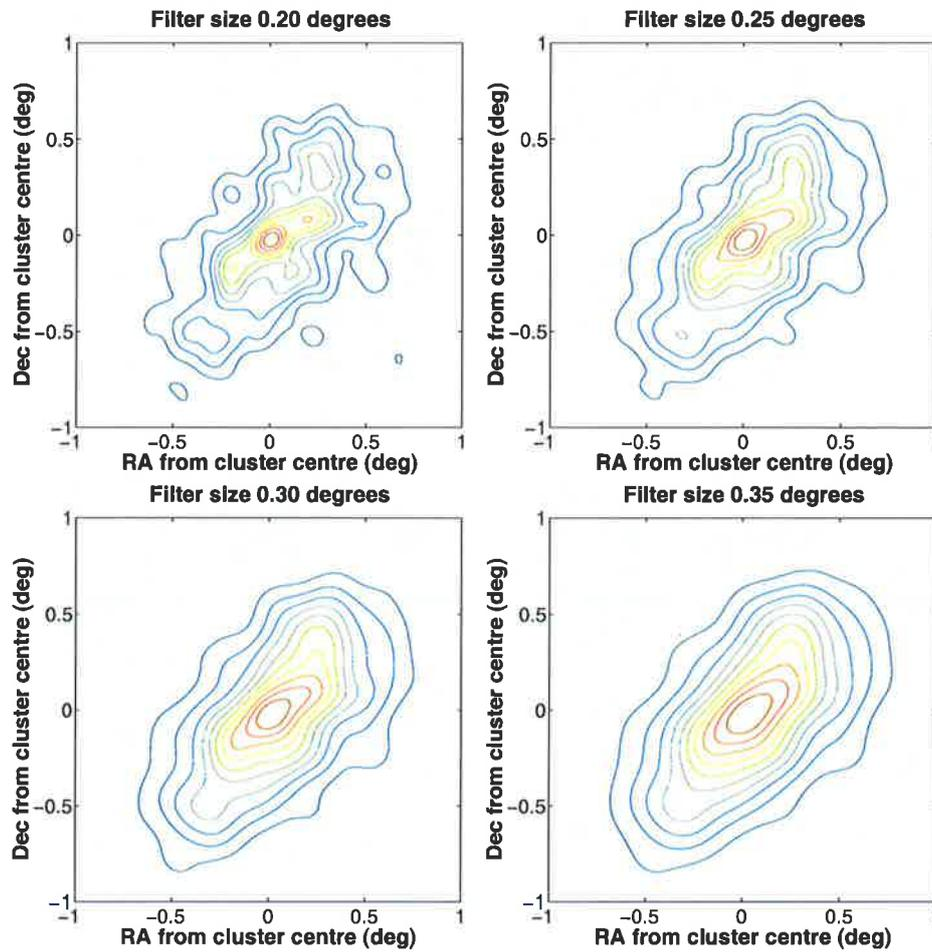 Filter size 0.20 degrees
Filter size 0.25 degrees
1
1
Dec from cluster centre (deg)
Dec from cluster centre (deg)
0.5
0.5
0
0
−0.5
−0.5
−1
−1
−1 −0.5 0 0.5 1
−1 −0.5 0 0.5
RA from cluster centre (deg)
RA from cluster centre (deg)
Filter size 0.30 degrees
Filter size 0.35 degrees
1
1
Dec from cluster centre (deg)
Dec from cluster centre (deg)
0.5
0.5
0
0
−0.5
−0.5
−1
−1
−1 −0.5 0 0.5 1
−1 −0.5 0 0.5
RA from cluster centre (deg)
RA from cluster centre (deg)